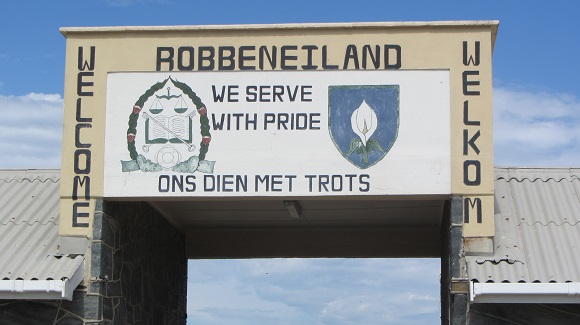 ROBBENEILAND
WELCOME
WE SERVE
WITH PRIDE
ONS DIEN MET TROTS
WELKOM